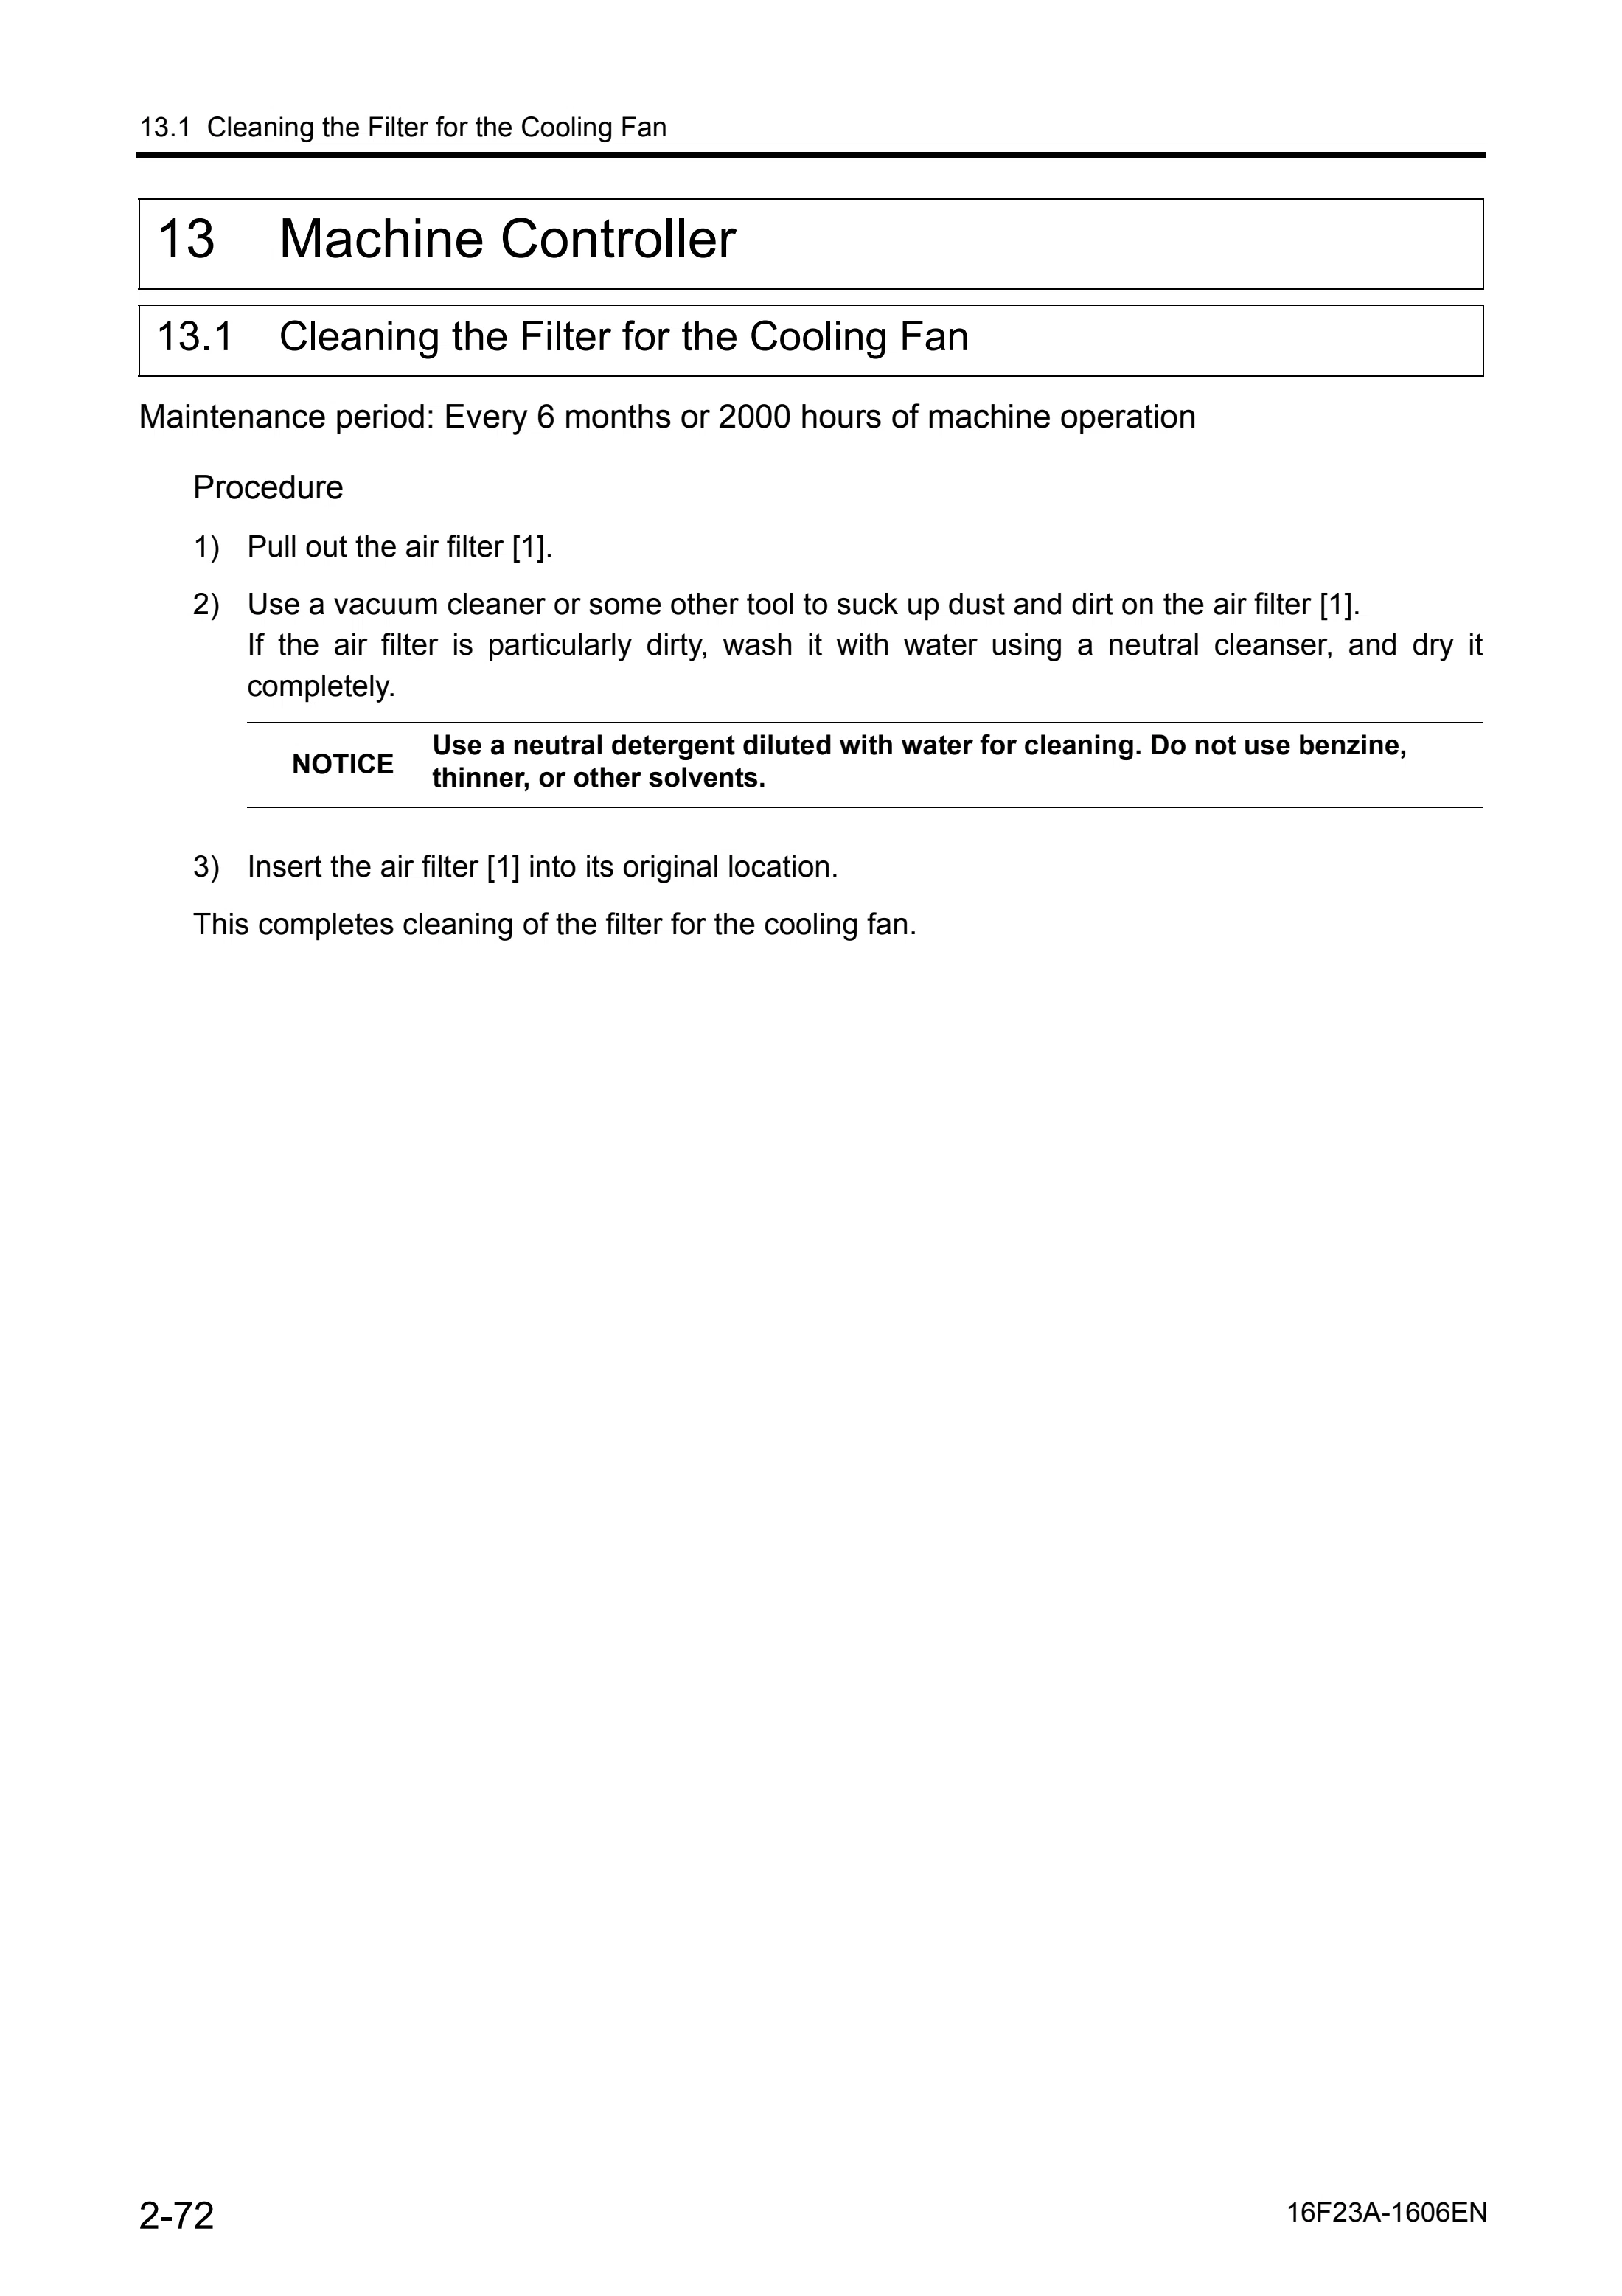 13.1 Cleaning the Filter for the Cooling Fan
13 Machine Controller
13.1 Cleaning the Filter for the Cooling Fan
Maintenance period: Every 6 months or 2000 hours of machine operation
Procedure
1) Pull out the air filter [1].
2) Use a vacuum cleaner or some other tool to suck up dust and dirt on the air filter [1].
If the air filter is particularly dirty, wash it with water using a neutral cleanser, and dry it
completely.
NOTICE
Use a neutral detergent diluted with water for cleaning. Do not use benzine,
thinner, or other solvents.
3) Insert the air filter [1] into its original location.
This completes cleaning of the filter for the cooling fan.
2-72
16F23A-1606EN